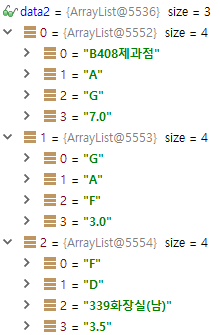 data2 = {ArrayList@5536} size = 3
0 = {ArrayList@5552} size = 4
0 = "B408제과점"
1 = "A"
2 = "G"
3 = "7.0"
1 = {ArrayList@5553} size = 4
0 = "G"
1 = "A"
2 = "F"
3 = "3.0"
2 = {ArrayList@5554} size = 4
0 = "F"
1 = "D"
2 = "339화장실(남)"
3 = "3.5"